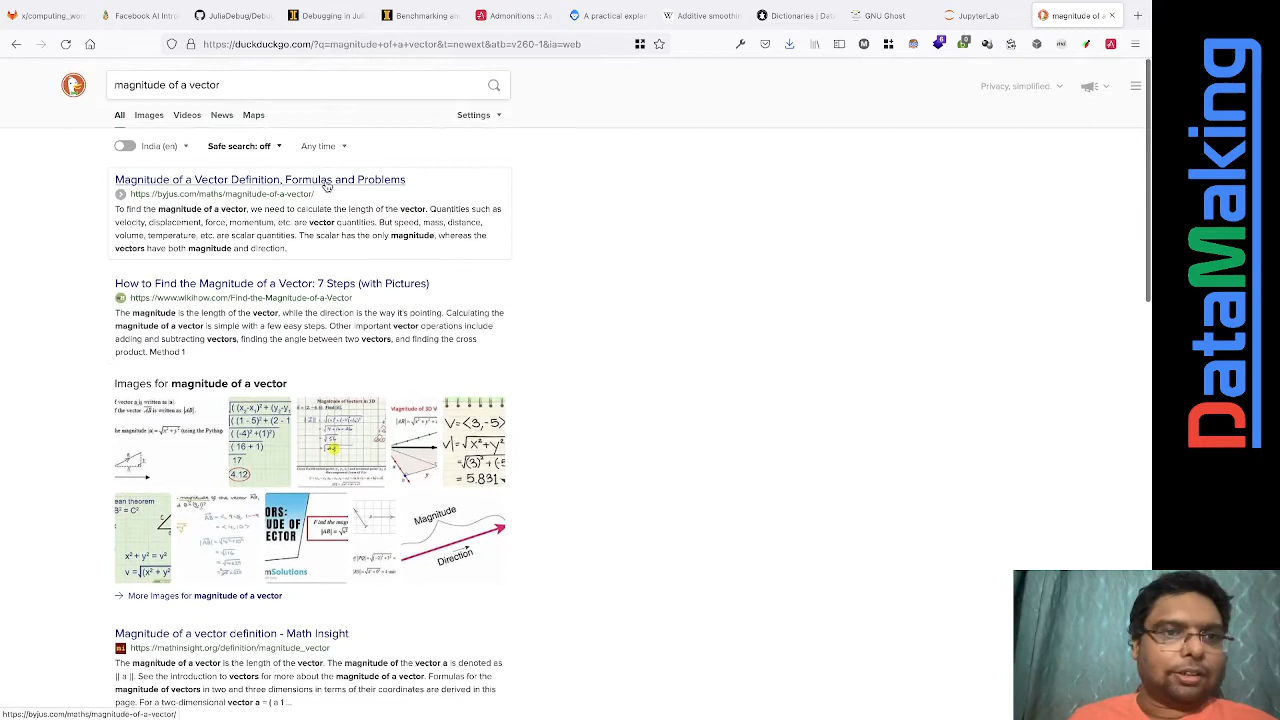 x/computing_wor
Facebook AI Intro
JuliaDebug/Debug
Debugging in Juli
Benchmarking an
Admonitions :: As
A practical explan
Additive smoothin
Dictionaries | Data
GNU Ghost
JupyterLab
magnitude of a
https://duckduckgo.com/?q=magnitude+of+a+vector&t=newext&atb=v260-1&ia=web
magnitude of a vector
Privacy, simplified.
All Images Videos News Maps Settings
India (en) Safe search: off Any time
Magnitude of a Vector Definition, Formulas and Problems
https://byjus.com/maths/magnitude-of-a-vector/
To find the magnitude of a vector, we need to calculate the length of the vector. Quantities such as
velocity, displacement, force, momentum, etc. are vector quantities. But speed, mass, distance,
volume, temperature, etc. are scalar quantities. The scalar has the only magnitude, whereas the
vectors have both magnitude and direction.
How to Find the Magnitude of a Vector: 7 Steps (with Pictures)
https://www.wikihow.com/Find-the-Magnitude-of-a-Vector
The magnitude is the length of the vector, while the direction is the way it's pointing. Calculating the
magnitude of a vector is simple with a few easy steps. Other important vector operations include
adding and subtracting vectors, finding the angle between two vectors, and finding the cross
product. Method 1
Images for magnitude of a vector
Magnitude
Direction
More Images for magnitude of a vector
Magnitude of a vector definition - Math Insight
https://mathinsight.org/definition/magnitude_vector
The magnitude of a vector is the length of the vector. The magnitude of the vector a is denoted as
|| a ||. See the introduction to vectors for more about the magnitude of a vector. Formulas for the
magnitude of vectors in two and three dimensions in terms of their coordinates are derived in this
page. For a two-dimensional vector a = ( a 1 ...
https://byjus.com/maths/magnitude-of-a-vector/
DataMaking